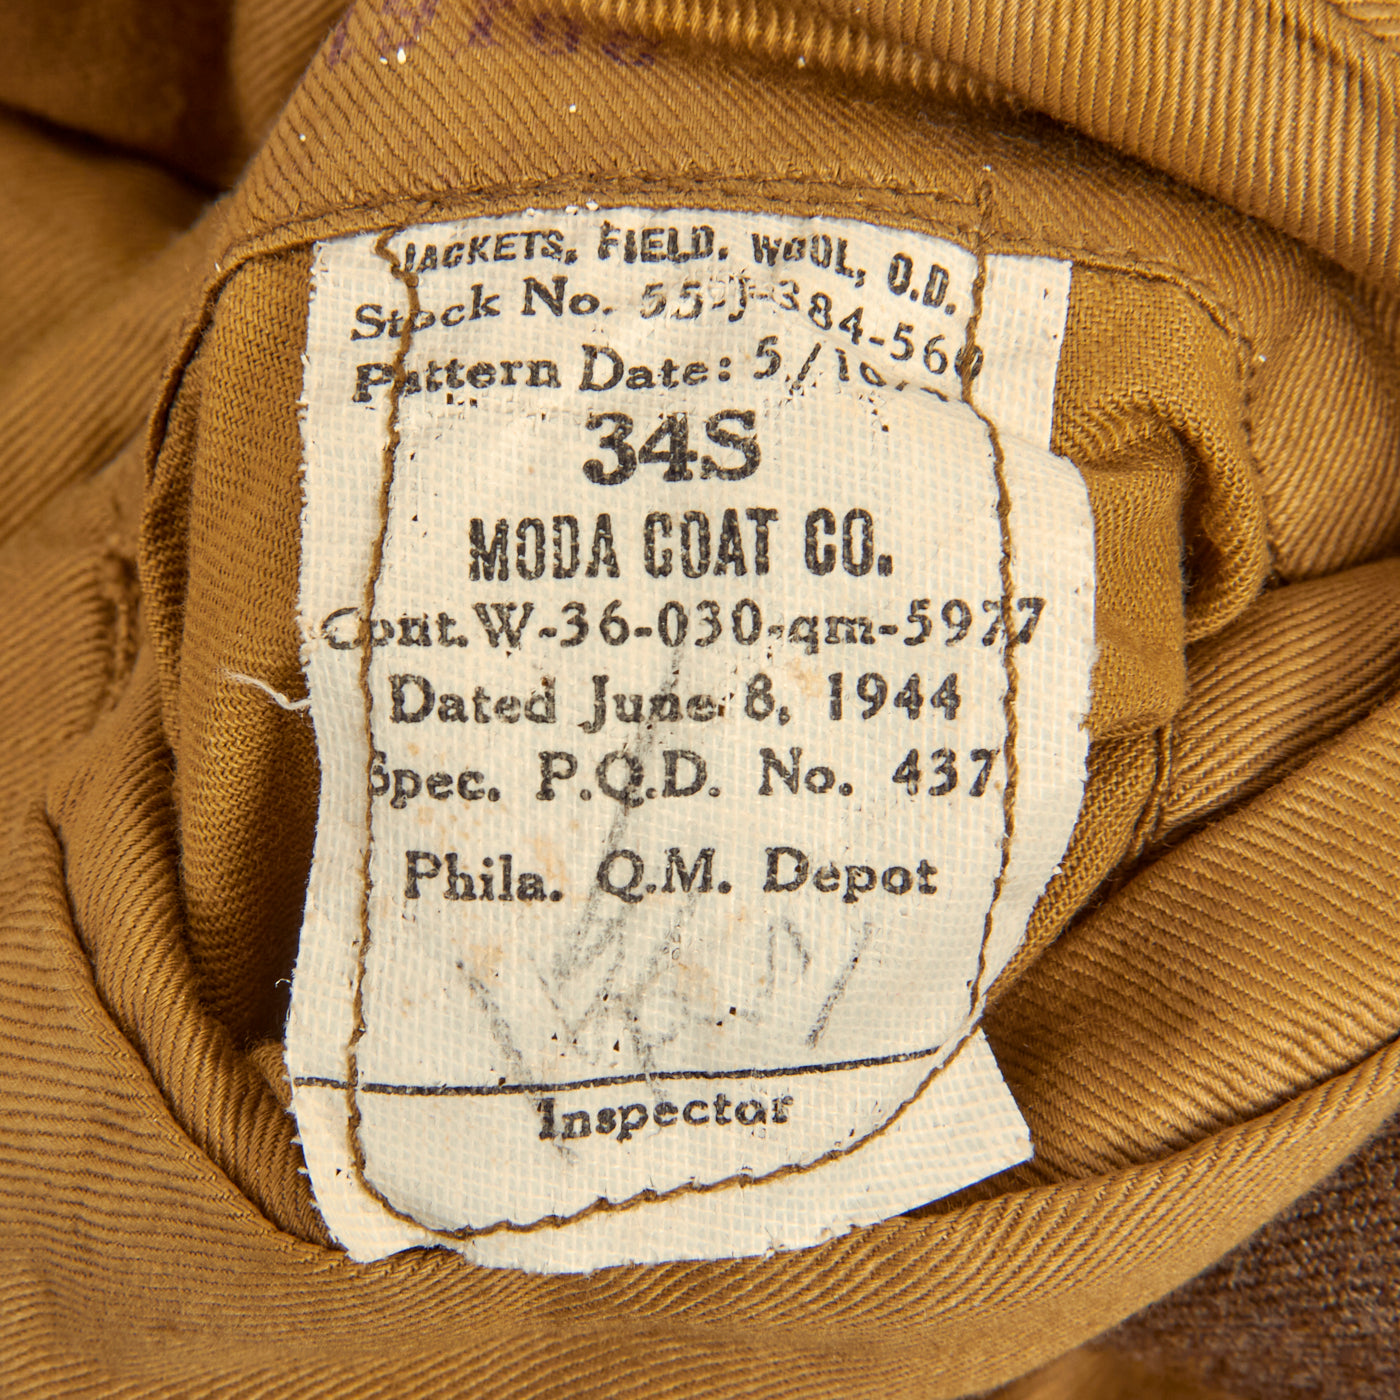 JACKETS, FIELD, WOOL, O.D.
Stock No. 55-J-384-560
Pattern Date: 5/
34S
MODA COAT CO.
Cont. W-36-030-qm-5977
Dated June 8, 1944
Spec. P.Q.D. No. 437
Phila. Q.M. Depot
Inspector